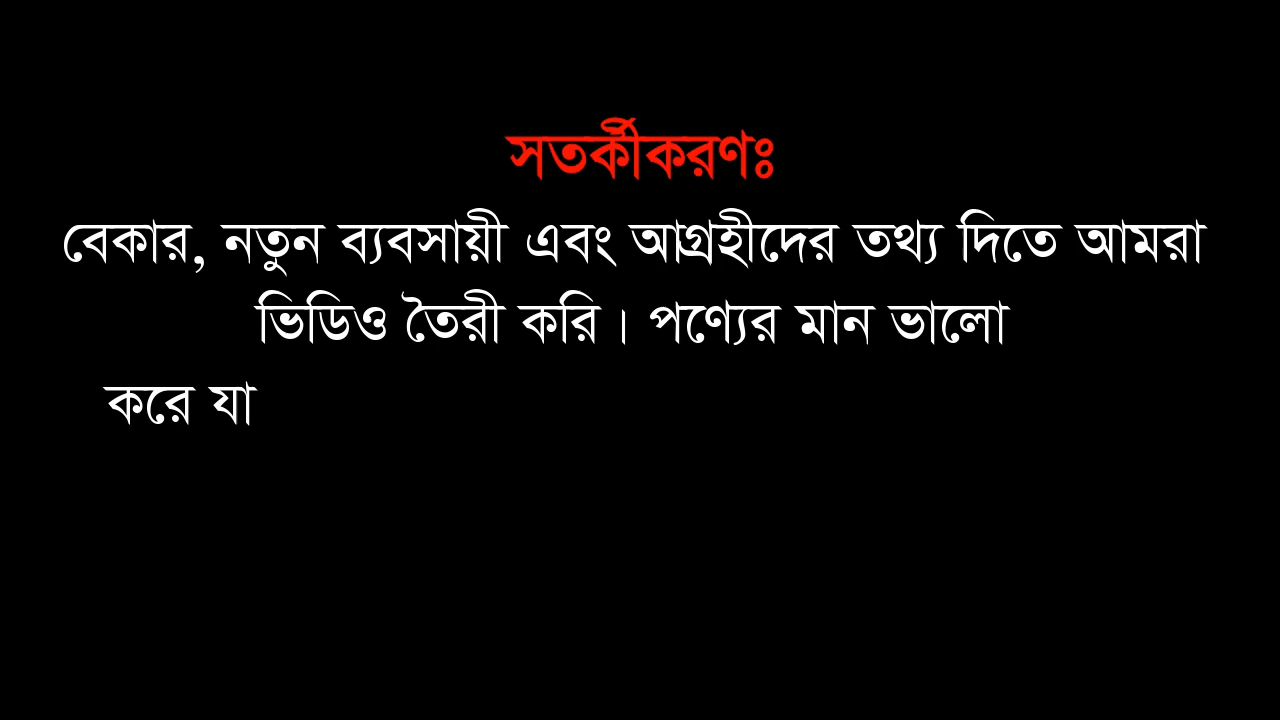 সতর্কীকরণঃ
বেকার, নতুন ব্যবসায়ী এবং আগ্রহীদের তথ্য দিতে আমরা
ভিডিও তৈরী করি। পণ্যের মান ভালো
করে যা